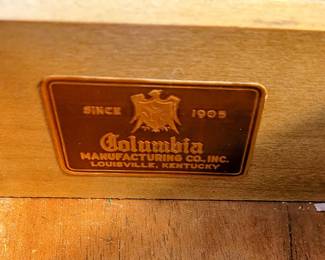 SINCE 1905
Columbia
MANUFACTURING CO., INC.
LOUISVILLE, KENTUCKY